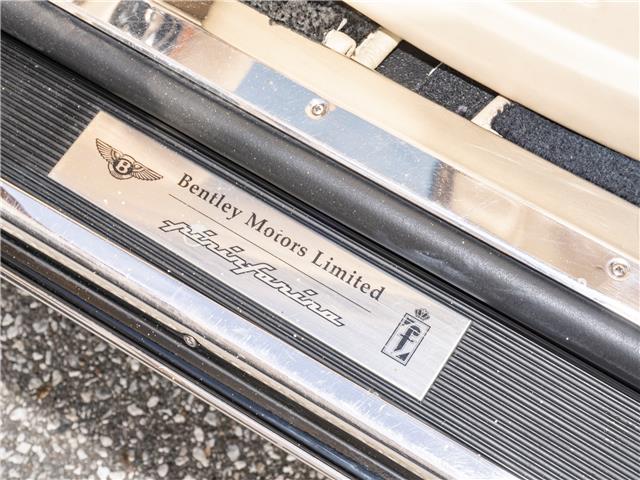 B
Bentley Motors Limited
pininfarina
f